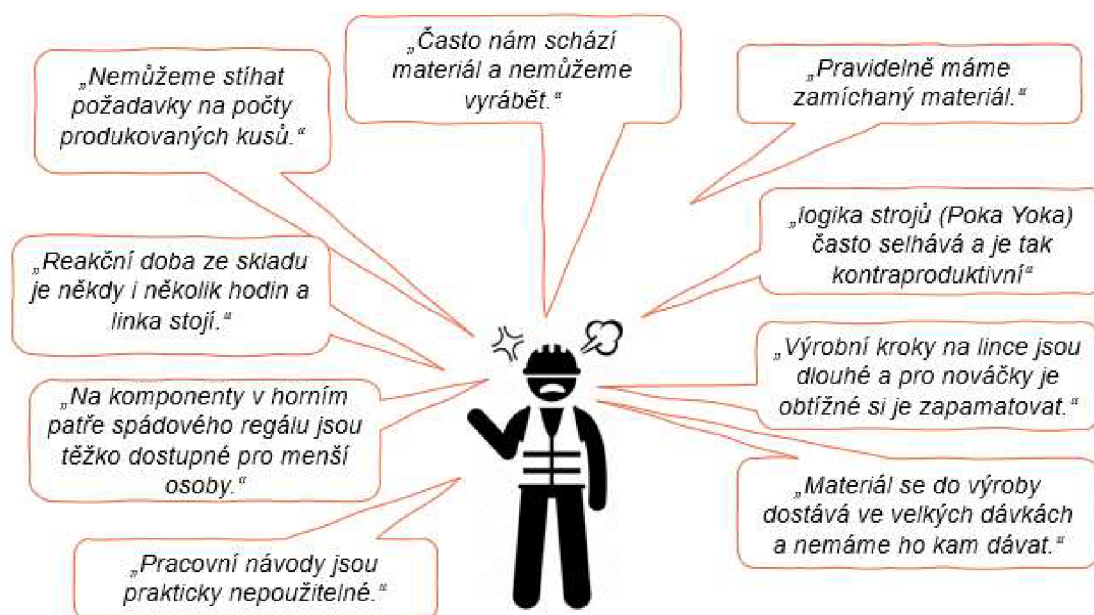 „Nemůžeme stíhat
požadavky na počty
produkovaných kusů.“
„Často nám schází
materiál a nemůžeme
vyrábět.“
„Pravidelně máme
zamíchaný materiál.“
„Reakční doba ze skladu
je někdy i několik hodin a
linka stojí.“
„logika strojů (Poka Yoka)
často selhává a je tak
kontraproduktivní“
„Na komponenty v horním
patře spádového regálu jsou
těžko dostupné pro menší
osoby.“
„Výrobní kroky na lince jsou
dlouhé a pro nováčky je
obtížné si je zapamatovat.“
„Pracovní návody jsou
prakticky nepoužitelné.“
„Materiál se do výroby
dostává ve velkých dávkách
a nemáme ho kam dávat.“